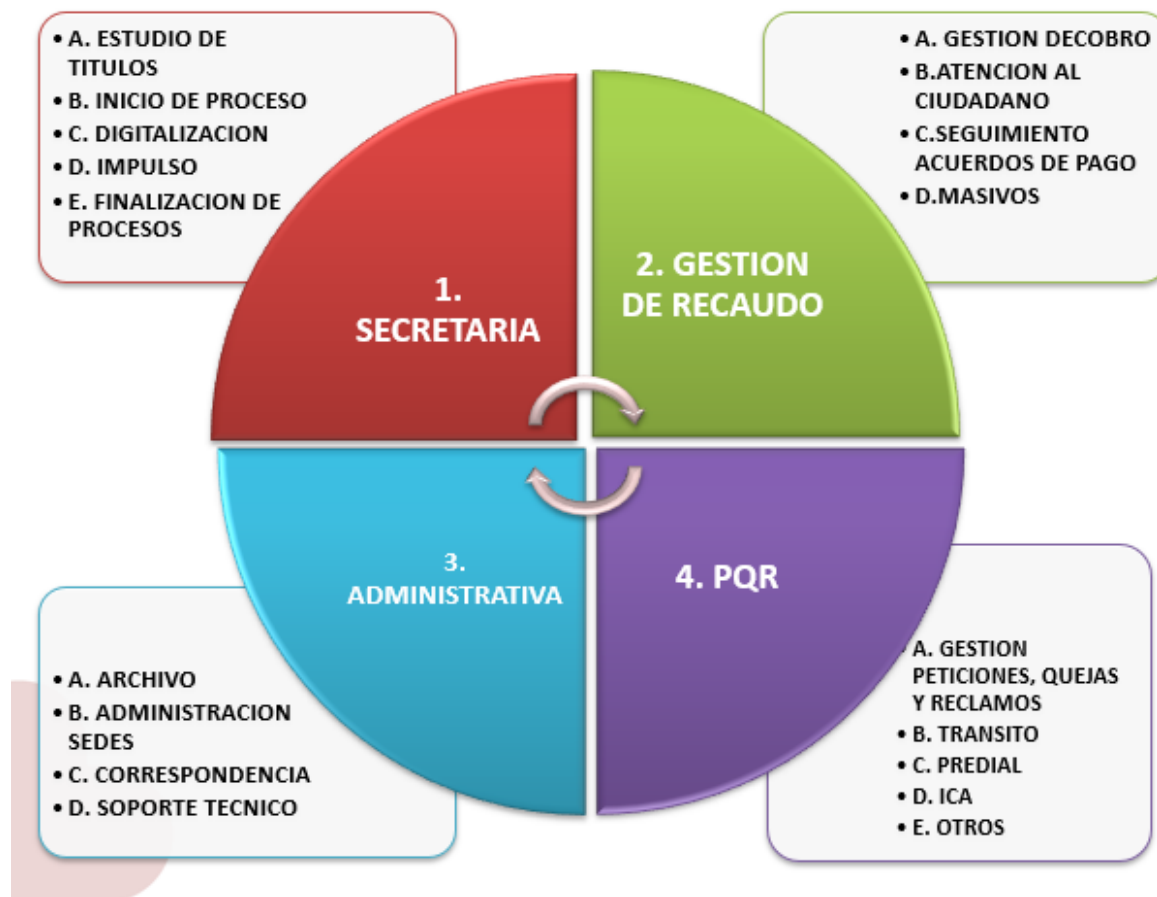 • A. ESTUDIO DE
TITULOS
• B. INICIO DE PROCESO
• C. DIGITALIZACION
• D. IMPULSO
• E. FINALIZACION DE
PROCESOS
• A. GESTION DECOBRO
• B.ATENCION AL
CIUDADANO
• C.SEGUIMIENTO
ACUERDOS DE PAGO
• D.MASIVOS
1.
SECRETARIA
2. GESTION
DE RECAUDO
3.
ADMINISTRATIVA
4. PQR
• A. ARCHIVO
• B. ADMINISTRACION
SEDES
• C. CORRESPONDENCIA
• D. SOPORTE TECNICO
• A. GESTION
PETICIONES, QUEJAS
Y RECLAMOS
• B. TRANSITO
• C. PREDIAL
• D. ICA
• E. OTROS